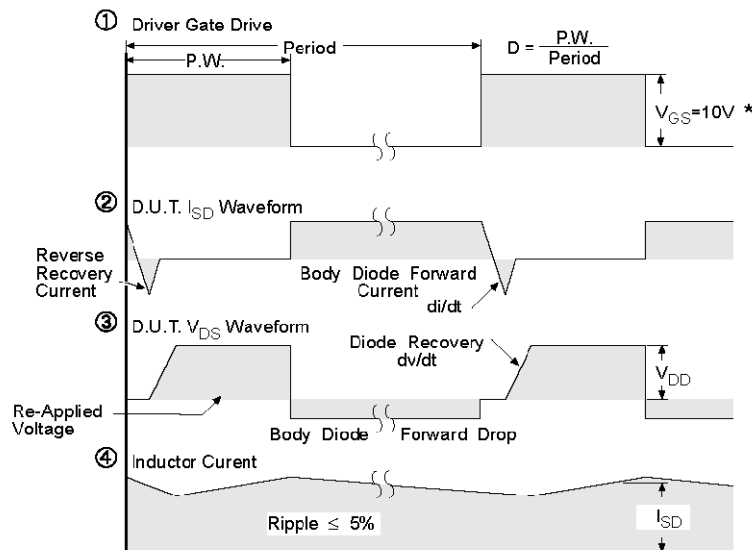 ① Driver Gate Drive
P.W.
Period
D = P.W.
Period
V_GS=10V *
② D.U.T. I_SD Waveform
Reverse
Recovery
Current
Body Diode Forward
Current
di/dt
③ D.U.T. V_DS Waveform
Diode Recovery
dv/dt
V_DD
Re-Applied
Voltage
Body Diode Forward Drop
④ Inductor Curent
Ripple ≤ 5%
I_SD